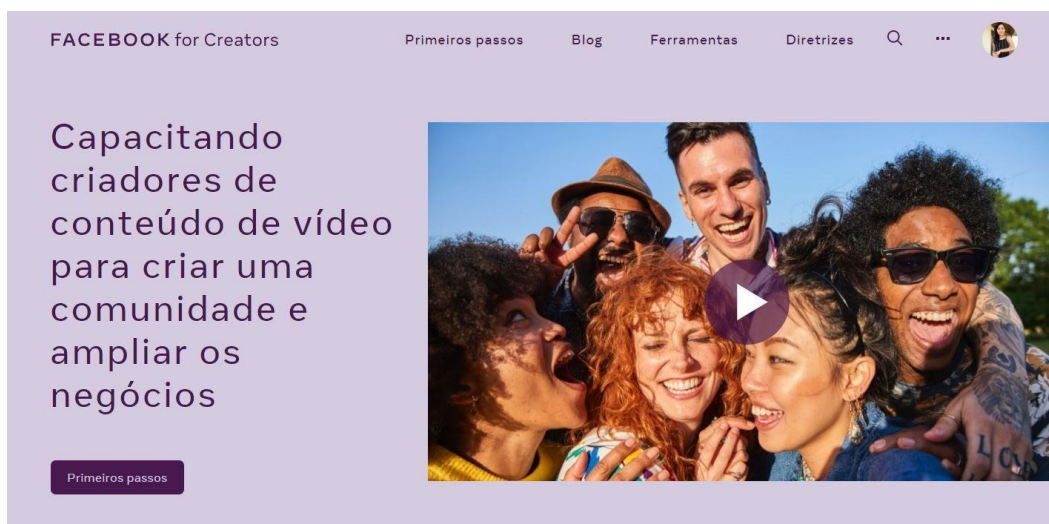 FACEBOOK for Creators
Primeiros passos
Blog
Ferramentas
Diretrizes
Capacitando
criadores de
conteúdo de vídeo
para criar uma
comunidade e
ampliar os
negócios
Primeiros passos